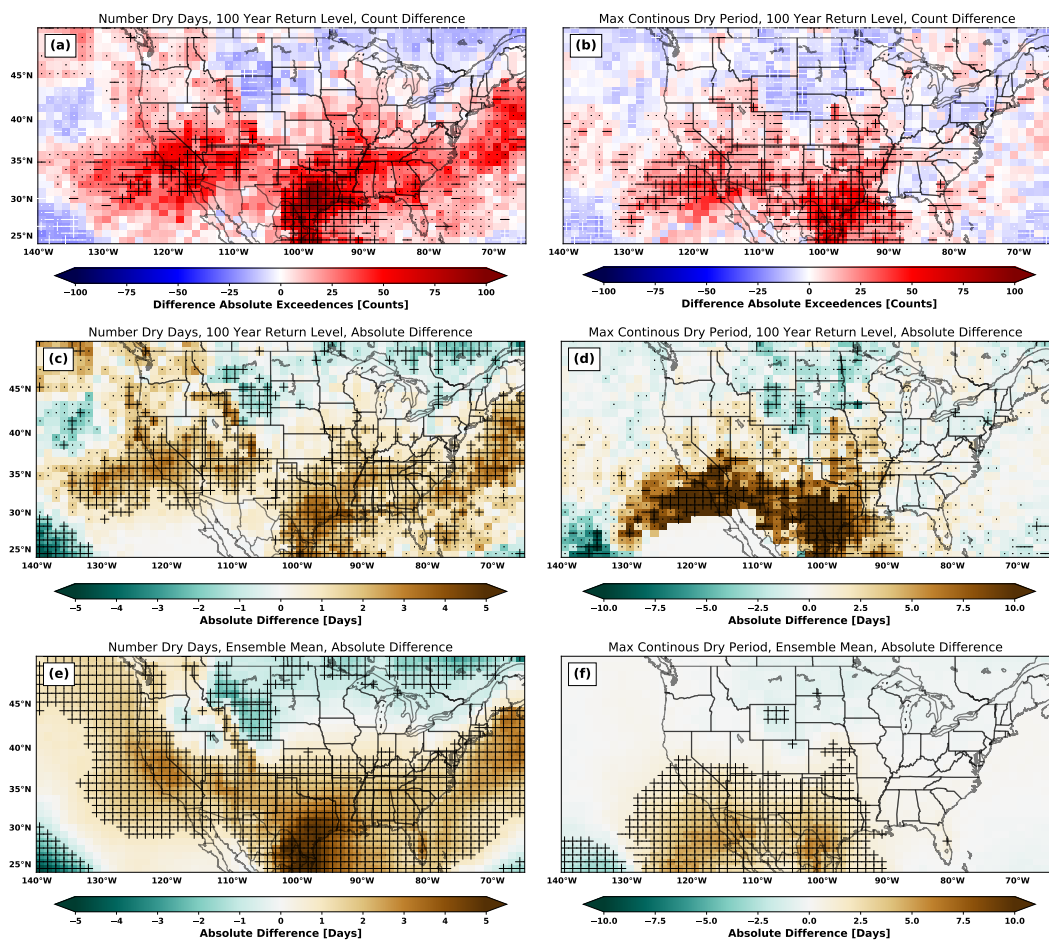 Number Dry Days, 100 Year Return Level, Count Difference
(a)
45°N
40°N
35°N
30°N
25°N
140°W 130°W 120°W 110°W 100°W 90°W 80°W 70°W
−100 −75 −50 −25 0 25 50 75 100
Difference Absolute Exceedences [Counts]
Max Continous Dry Period, 100 Year Return Level, Count Difference
(b)
140°W 130°W 120°W 110°W 100°W 90°W 80°W 70°W
−100 −75 −50 −25 0 25 50 75 100
Difference Absolute Exceedences [Counts]
Number Dry Days, 100 Year Return Level, Absolute Difference
(c)
45°N
40°N
35°N
30°N
25°N
140°W 130°W 120°W 110°W 100°W 90°W 80°W 70°W
−5 −4 −3 −2 −1 0 1 2 3 4 5
Absolute Difference [Days]
Max Continous Dry Period, 100 Year Return Level, Absolute Difference
(d)
140°W 130°W 120°W 110°W 100°W 90°W 80°W 70°W
−10.0 −7.5 −5.0 −2.5 0.0 2.5 5.0 7.5 10.0
Absolute Difference [Days]
Number Dry Days, Ensemble Mean, Absolute Difference
(e)
45°N
40°N
35°N
30°N
25°N
140°W 130°W 120°W 110°W 100°W 90°W 80°W 70°W
−5 −4 −3 −2 −1 0 1 2 3 4 5
Absolute Difference [Days]
Max Continous Dry Period, Ensemble Mean, Absolute Difference
(f)
140°W 130°W 120°W 110°W 100°W 90°W 80°W 70°W
−10.0 −7.5 −5.0 −2.5 0.0 2.5 5.0 7.5 10.0
Absolute Difference [Days]